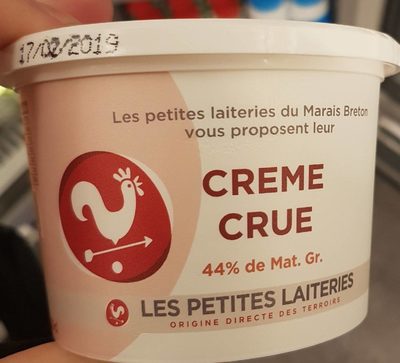 17/02/2019
Les petites laiteries du Marais Breton
vous proposent leur
CREME
CRUE
44% de Mat. Gr.
LES PETITES LAITERIES
ORIGINE DIRECTE DES TERROIRS